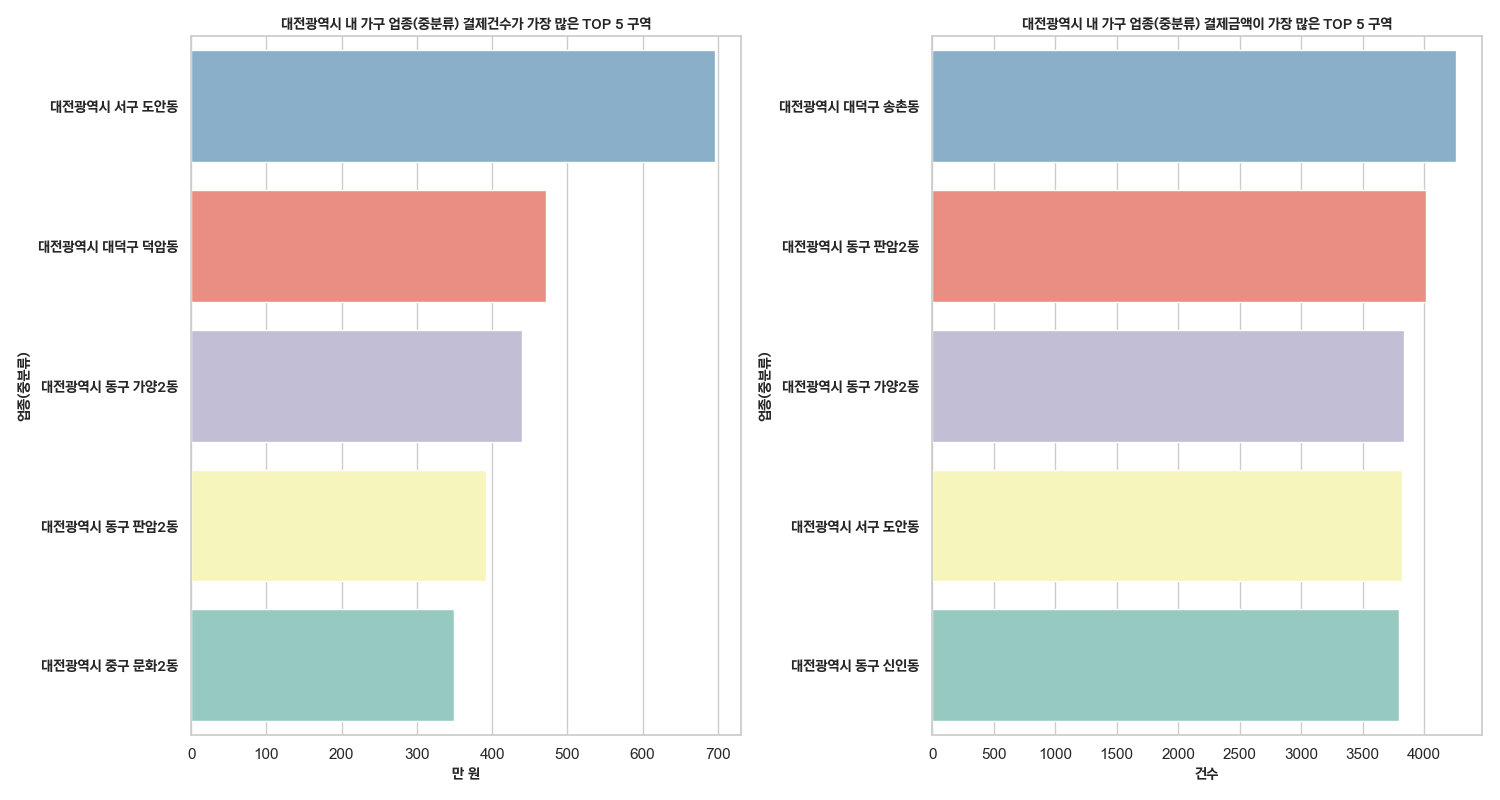 대전광역시 내 가구 업종(중분류) 결제건수가 가장 많은 TOP 5 구역
업종(중분류)
대전광역시 서구 도안동
대전광역시 대덕구 덕암동
대전광역시 동구 가양2동
대전광역시 동구 판암2동
대전광역시 중구 문화2동
0 100 200 300 400 500 600 700
만 원
대전광역시 내 가구 업종(중분류) 결제금액이 가장 많은 TOP 5 구역
업종(중분류)
대전광역시 대덕구 송촌동
대전광역시 동구 판암2동
대전광역시 동구 가양2동
대전광역시 서구 도안동
대전광역시 동구 신인동
0 500 1000 1500 2000 2500 3000 3500 4000
건수